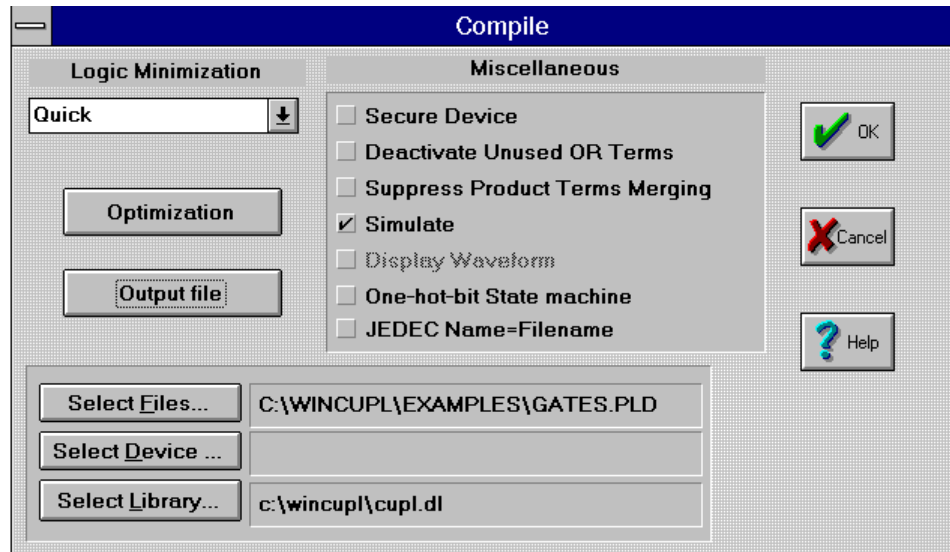 Compile
Logic Minimization
Quick
Optimization
Output file
Miscellaneous
Secure Device
Deactivate Unused OR Terms
Suppress Product Terms Merging
Simulate
Display Waveform
One-hot-bit State machine
JEDEC Name=Filename
OK
Cancel
Help
Select Files... C:\WINCUPL\EXAMPLES\GATES.PLD
Select Device ...
Select Library... c:\wincupl\cupl.dl